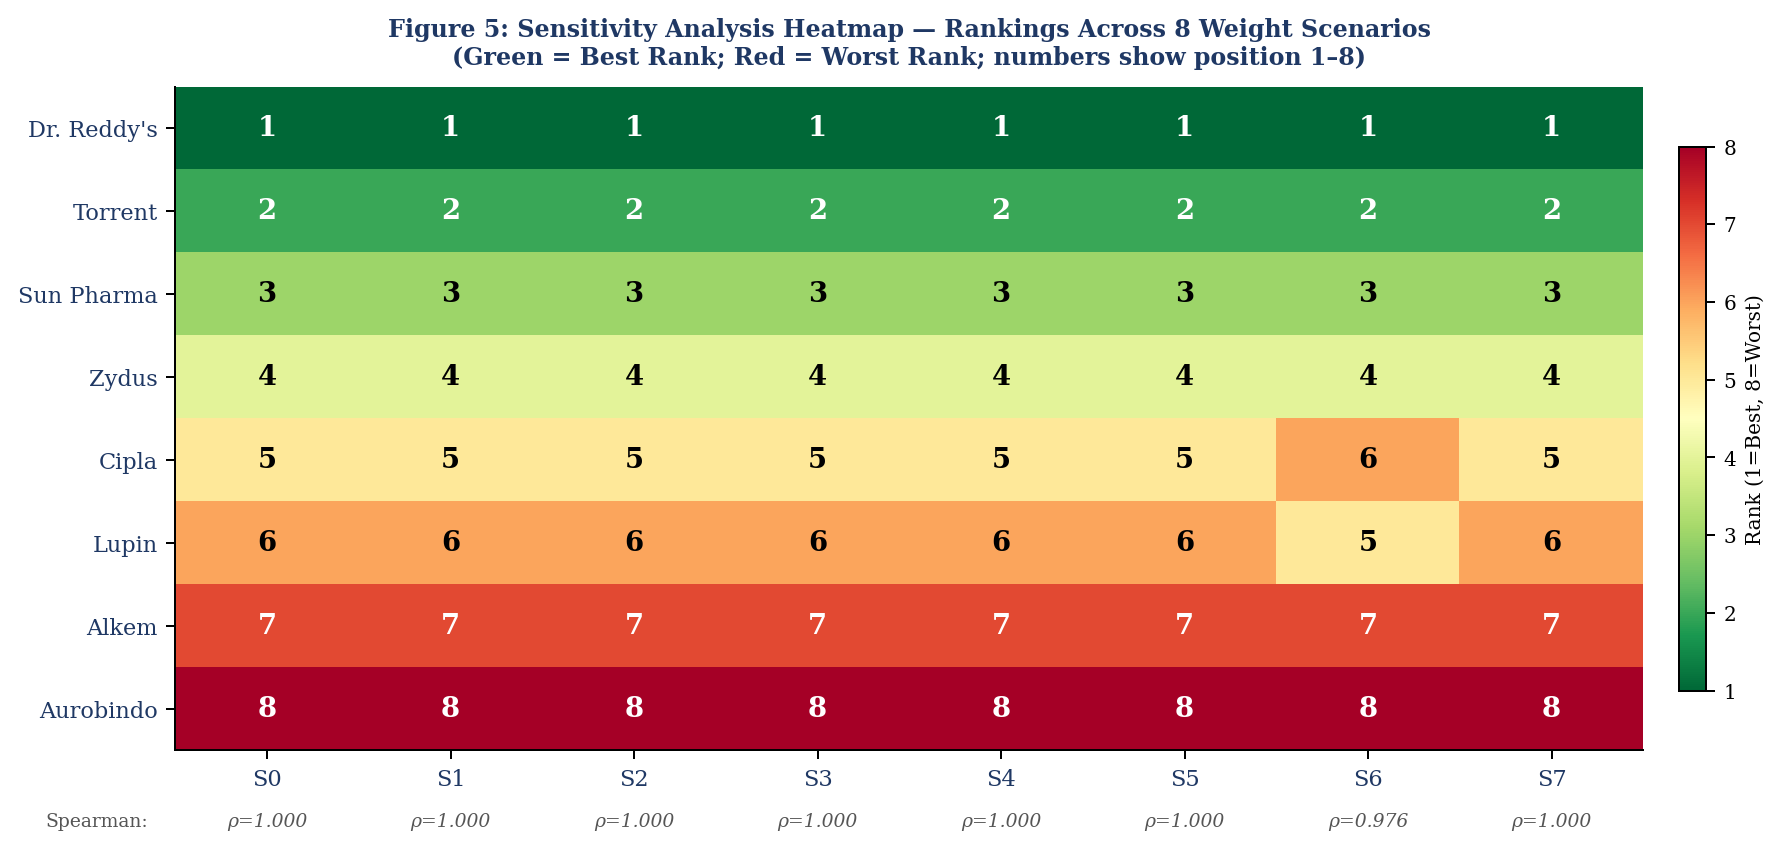 Figure 5: Sensitivity Analysis Heatmap — Rankings Across 8 Weight Scenarios
(Green = Best Rank; Red = Worst Rank; numbers show position 1–8)
Dr. Reddy's 1 1 1 1 1 1 1 1
Torrent 2 2 2 2 2 2 2 2
Sun Pharma 3 3 3 3 3 3 3 3
Zydus 4 4 4 4 4 4 4 4
Cipla 5 5 5 5 5 5 6 5
Lupin 6 6 6 6 6 6 5 6
Alkem 7 7 7 7 7 7 7 7
Aurobindo 8 8 8 8 8 8 8 8
S0 S1 S2 S3 S4 S5 S6 S7
Spearman: ρ=1.000 ρ=1.000 ρ=1.000 ρ=1.000 ρ=1.000 ρ=1.000 ρ=0.976 ρ=1.000
8
7
6
5
4
3
2
1
Rank (1=Best, 8=Worst)